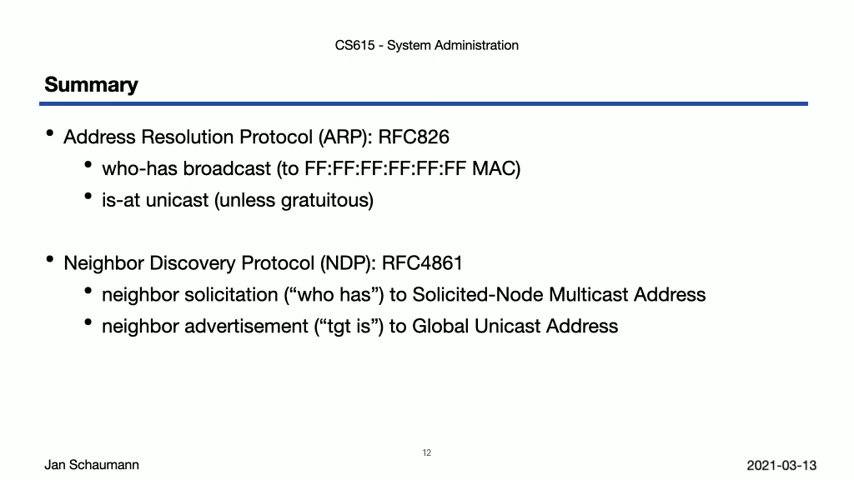 CS615 - System Administration
Summary
• Address Resolution Protocol (ARP): RFC826
• who-has broadcast (to FF:FF:FF:FF:FF:FF MAC)
• is-at unicast (unless gratuitous)
• Neighbor Discovery Protocol (NDP): RFC4861
• neighbor solicitation (“who has”) to Solicited-Node Multicast Address
• neighbor advertisement (“tgt is”) to Global Unicast Address
12
Jan Schaumann
2021-03-13